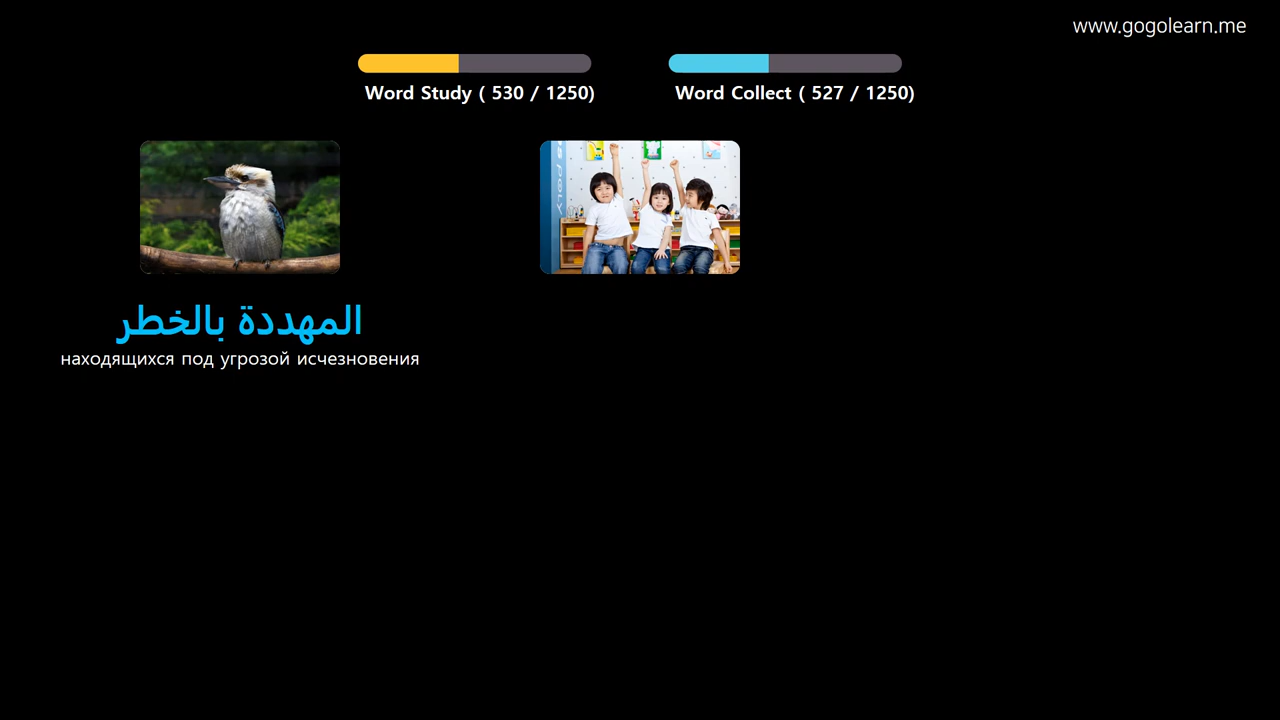 www.gogolearn.me
Word Study ( 530 / 1250)
Word Collect ( 527 / 1250)
المهددة بالخطر
находящихся под угрозой исчезновения